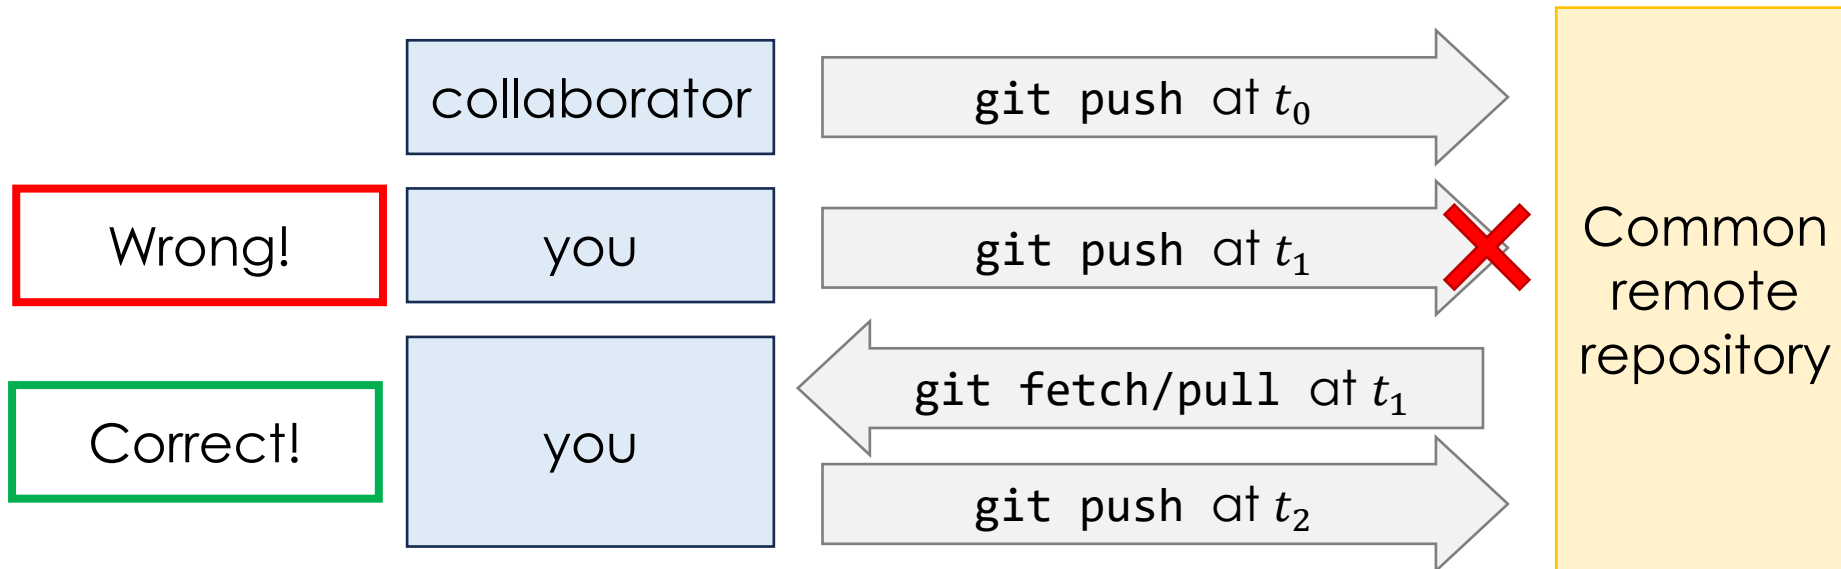 collaborator
git push at t₀
Wrong!
you
git push at t₁
Correct!
you
git fetch/pull at t₁
git push at t₂
Common
remote
repository